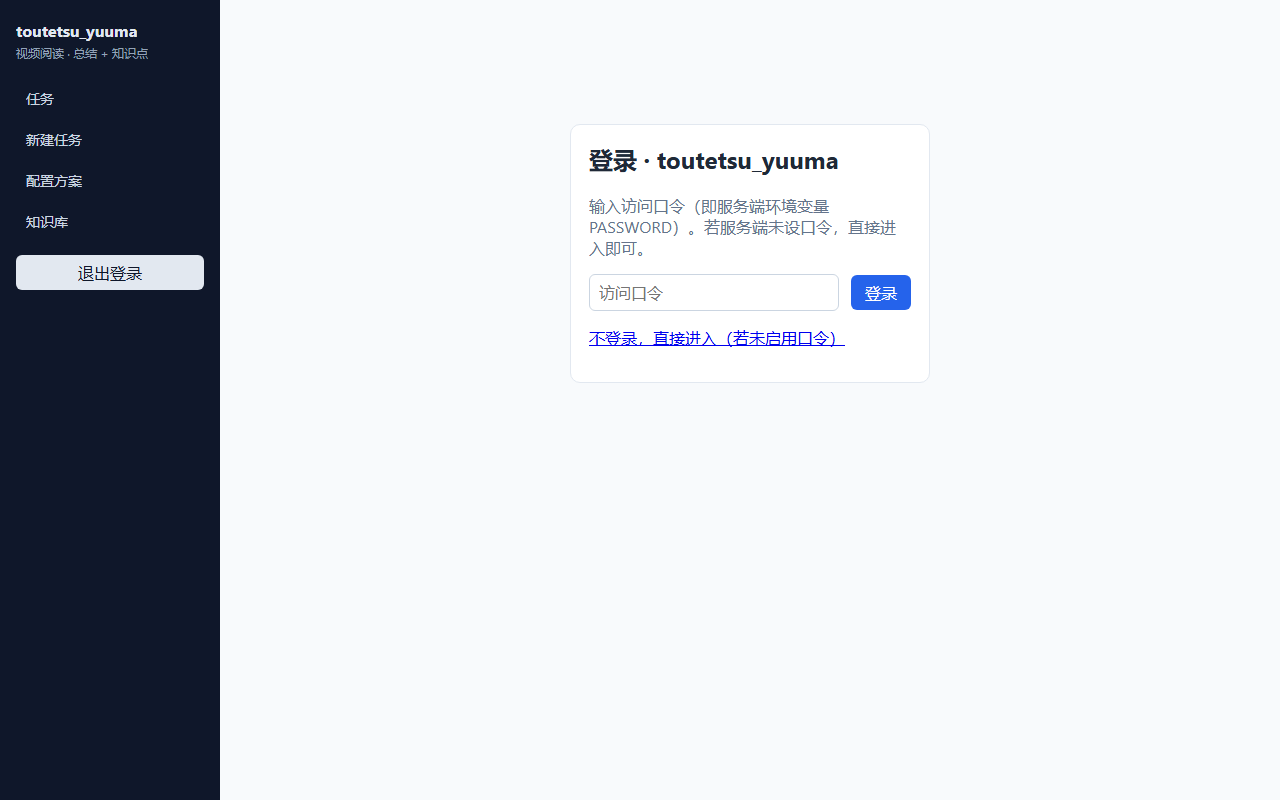 toutetsu_yuuma
视频阅读 · 总结 + 知识点
任务
新建任务
配置方案
知识库
退出登录
登录 · toutetsu_yuuma
输入访问口令（即服务端环境变量
PASSWORD）。若服务端未设口令，直接进
入即可。
访问口令
登录
不登录，直接进入（若未启用口令）